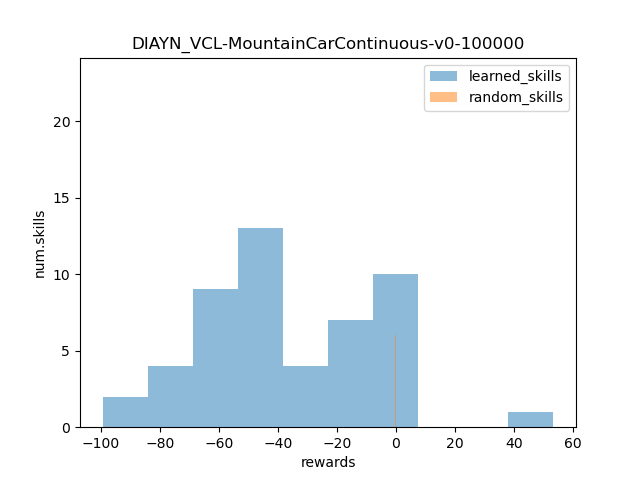 DIAYN_VCL-MountainCarContinuous-v0-100000
learned_skills
random_skills
num.skills
20
15
10
5
0
−100 −80 −60 −40 −20 0 20 40 60
rewards